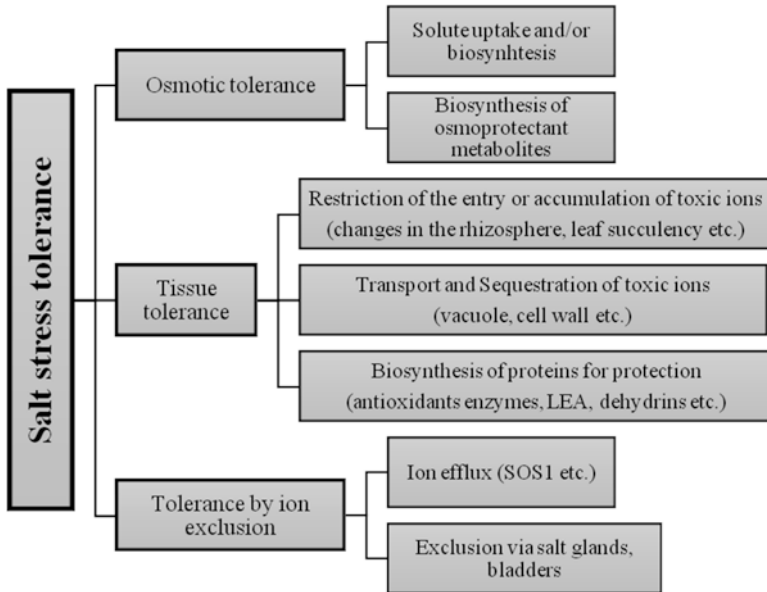 Salt stress tolerance
Osmotic tolerance
Solute uptake and/or
biosynhtesis
Biosynthesis of
osmoprotectant
metabolites
Tissue
tolerance
Restriction of the entry or accumulation of toxic ions
(changes in the rhizosphere, leaf succulency etc.)
Transport and Sequestration of toxic ions
(vacuole, cell wall etc.)
Biosynthesis of proteins for protection
(antioxidants enzymes, LEA, dehydrins etc.)
Tolerance by ion
exclusion
Ion efflux (SOS1 etc.)
Exclusion via salt glands,
bladders